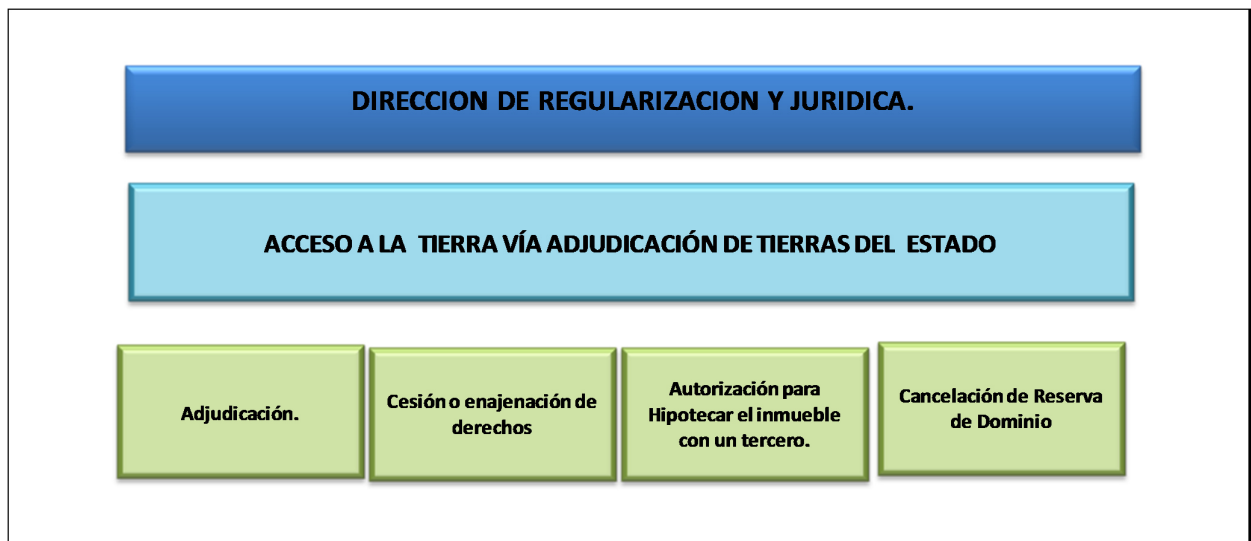 DIRECCION DE REGULARIZACION Y JURIDICA.
ACCESO A LA TIERRA VÍA ADJUDICACIÓN DE TIERRAS DEL ESTADO
Adjudicación.
Cesión o enajenación de
derechos
Autorización para
Hipotecar el inmueble
con un tercero.
Cancelación de Reserva
de Dominio